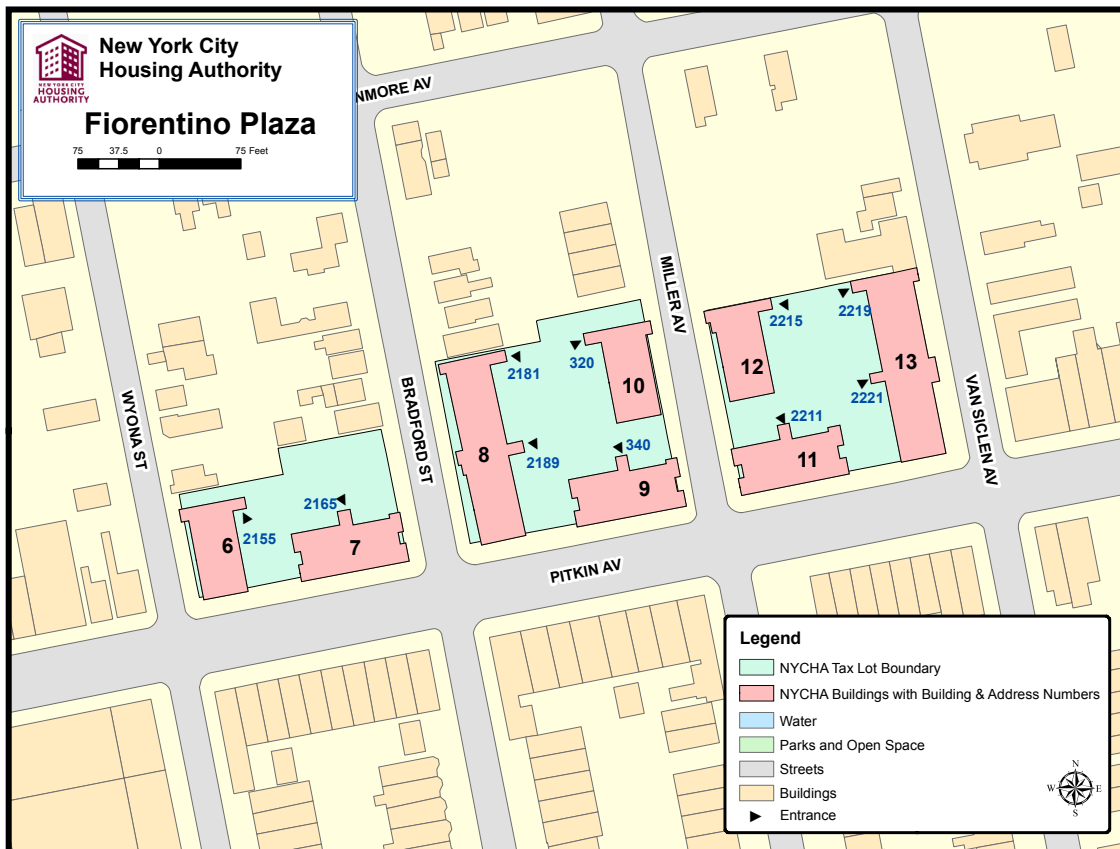 New York City
Housing Authority
NEW YORK CITY
HOUSING
AUTHORITY
Fiorentino Plaza
75 37.5 0 75 Feet
NMORE AV
MILLER AV
WYONA ST
BRADFORD ST
VAN SICLEN AV
PITKIN AV
2215
2219
12
13
2221
2211
11
320
2181
10
8
2189
340
9
2165
6
2155
7
Legend
NYCHA Tax Lot Boundary
NYCHA Buildings with Building & Address Numbers
Water
Parks and Open Space
Streets
Buildings
Entrance
N
W E
S